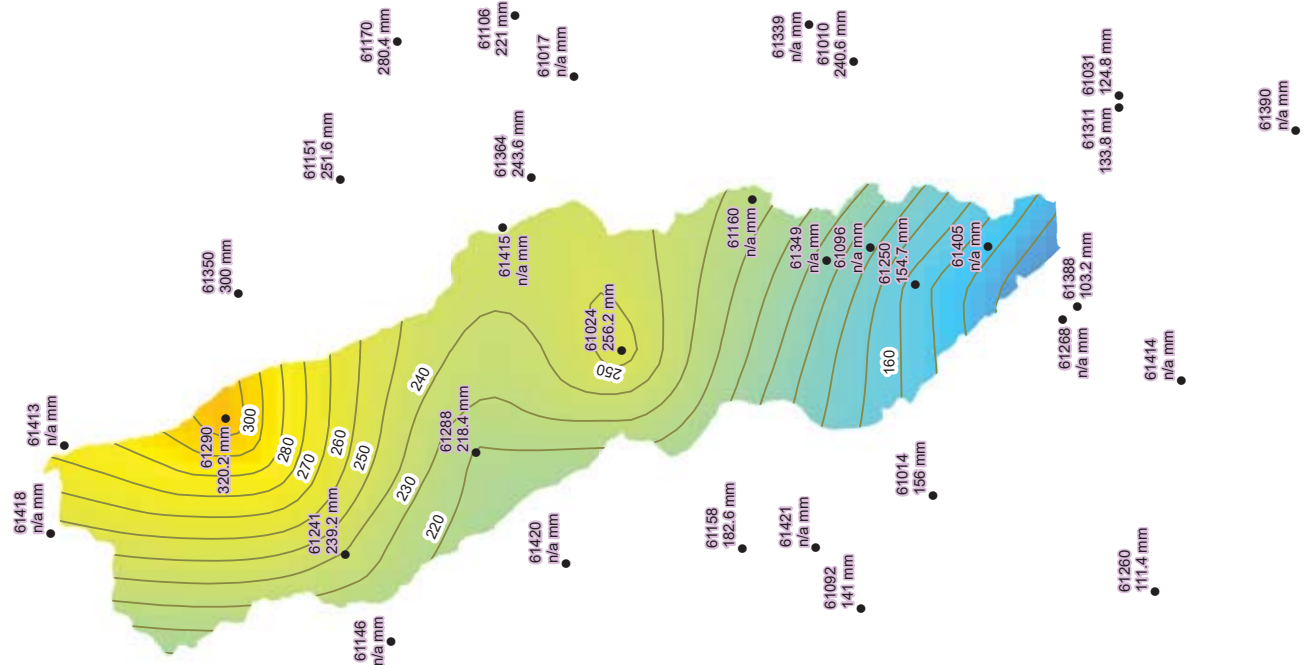 61418
n/a mm
61413
n/a mm
61290
320.2 mm
61350
300 mm
61151
251.6 mm
61170
280.4 mm
61106
221 mm
61017
n/a mm
61364
243.6 mm
61415
n/a mm
61339
n/a mm
61010
240.6 mm
61031
124.8 mm
61311
133.8 mm
61390
n/a mm
61160
n/a mm
61349
n/a mm
61096
n/a mm
61250
154.7 mm
61405
n/a mm
61388
103.2 mm
61268
n/a mm
61414
n/a mm
61024
256.2 mm
61288
218.4 mm
61241
239.2 mm
61146
n/a mm
61420
n/a mm
61158
182.6 mm
61421
n/a mm
61092
141 mm
61014
156 mm
61260
111.4 mm
300
280
270
260
250
240
230
220
250
160